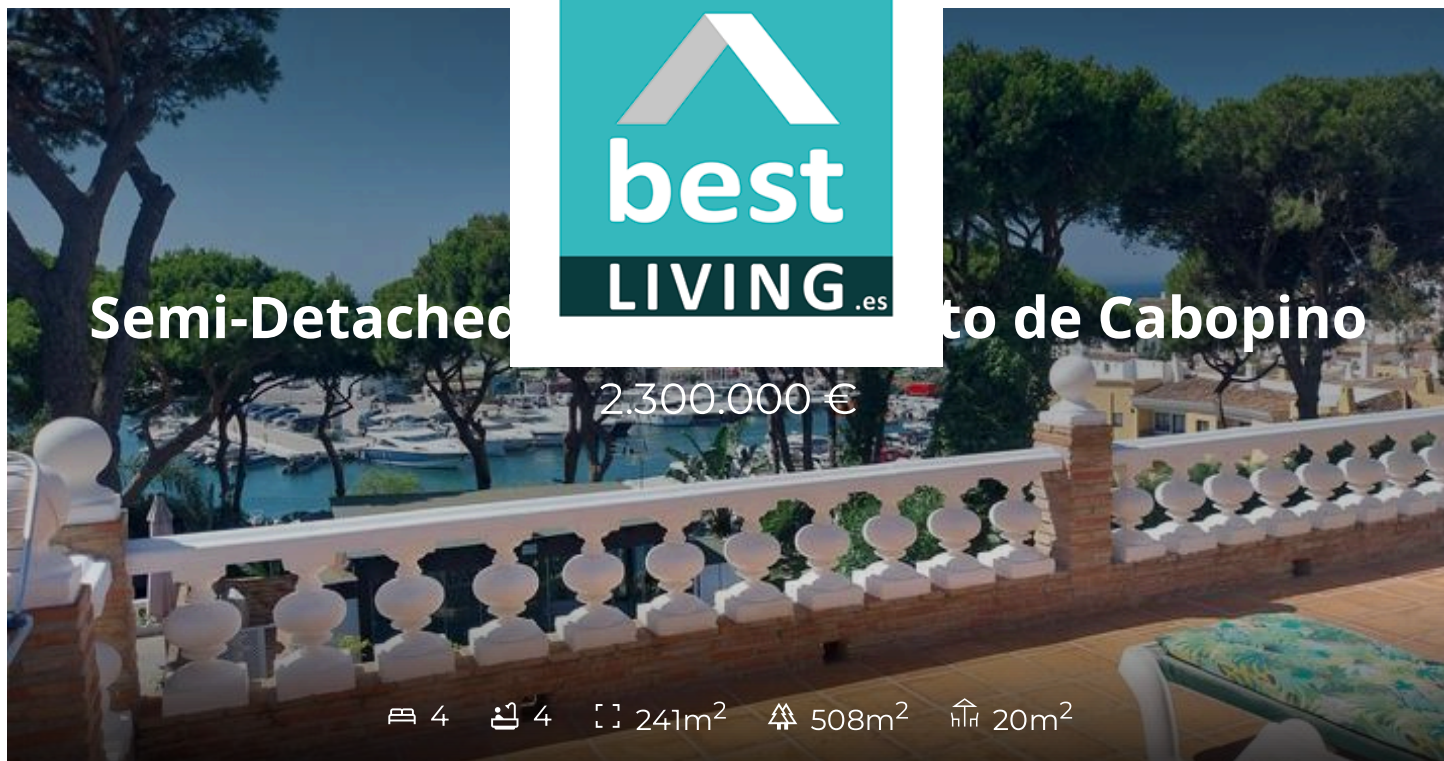 best
LIVING.es
Semi-Detached to de Cabopino
2.300.000 €
4 4 241m² 508m² 20m²